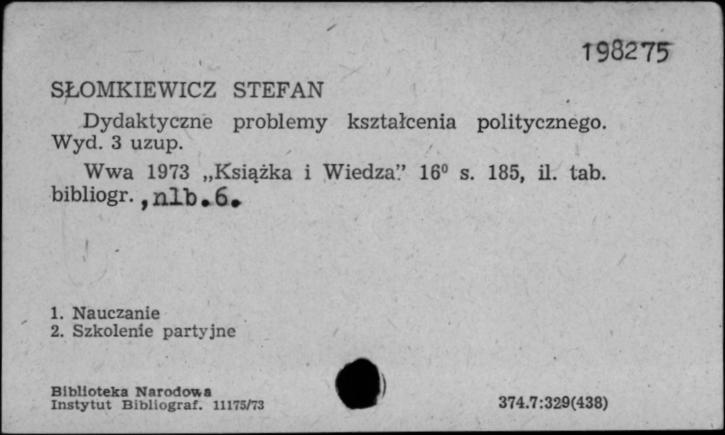 198275
SŁOMKIEWICZ STEFAN
Dydaktyczne problemy kształcenia politycznego.
Wyd. 3 uzup.
Wwa 1973 „Książka i Wiedza" 16⁰ s. 185, il. tab.
bibliogr. , nlb.6.
1. Nauczanie
2. Szkolenie partyjne
Biblioteka Narodowa
Instytut Bibliograf. 11175/73
374.7:329(438)